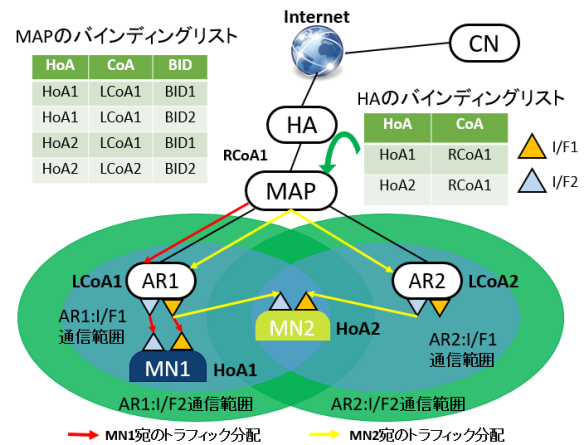 Internet
CN
MAPのバインディングリスト
HoA CoA BID
HoA1 LCoA1 BID1
HoA1 LCoA1 BID2
HoA2 LCoA1 BID1
HoA2 LCoA2 BID2
HA
HAのバインディングリスト
HoA CoA
HoA1 RCoA1
HoA2 RCoA1
I/F1
I/F2
RCoA1
MAP
LCoA1
AR1
AR2
LCoA2
AR1:I/F1
通信範囲
MN1
HoA1
MN2
HoA2
AR2:I/F1
通信範囲
AR1:I/F2通信範囲
AR2:I/F2通信範囲
MN1宛のトラフィック分配
MN2宛のトラフィック分配